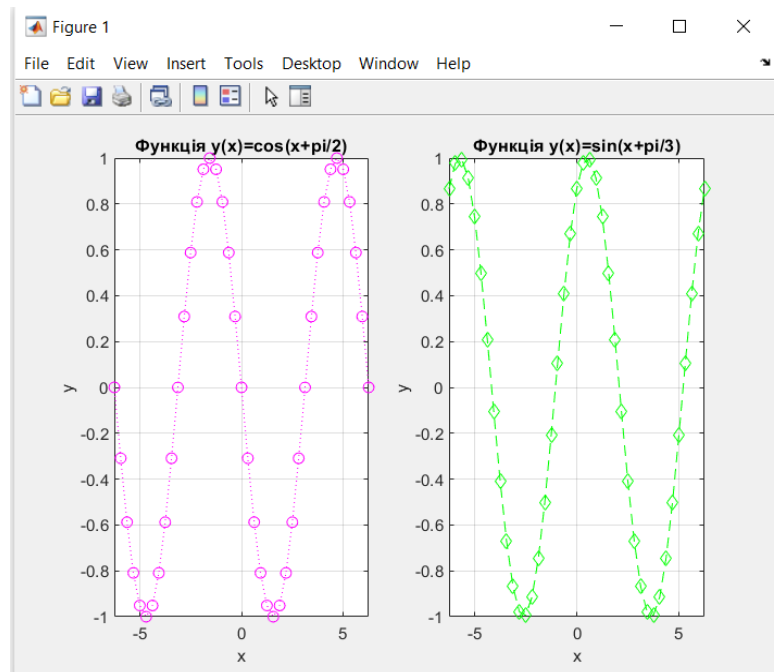 Figure 1
File Edit View Insert Tools Desktop Window Help
Функція y(x)=cos(x+pi/2)
1
0.8
0.6
0.4
0.2
0
-0.2
-0.4
-0.6
-0.8
-1
y
-5 0 5
x
Функція y(x)=sin(x+pi/3)
1
0.8
0.6
0.4
0.2
0
-0.2
-0.4
-0.6
-0.8
-1
y
-5 0 5
x